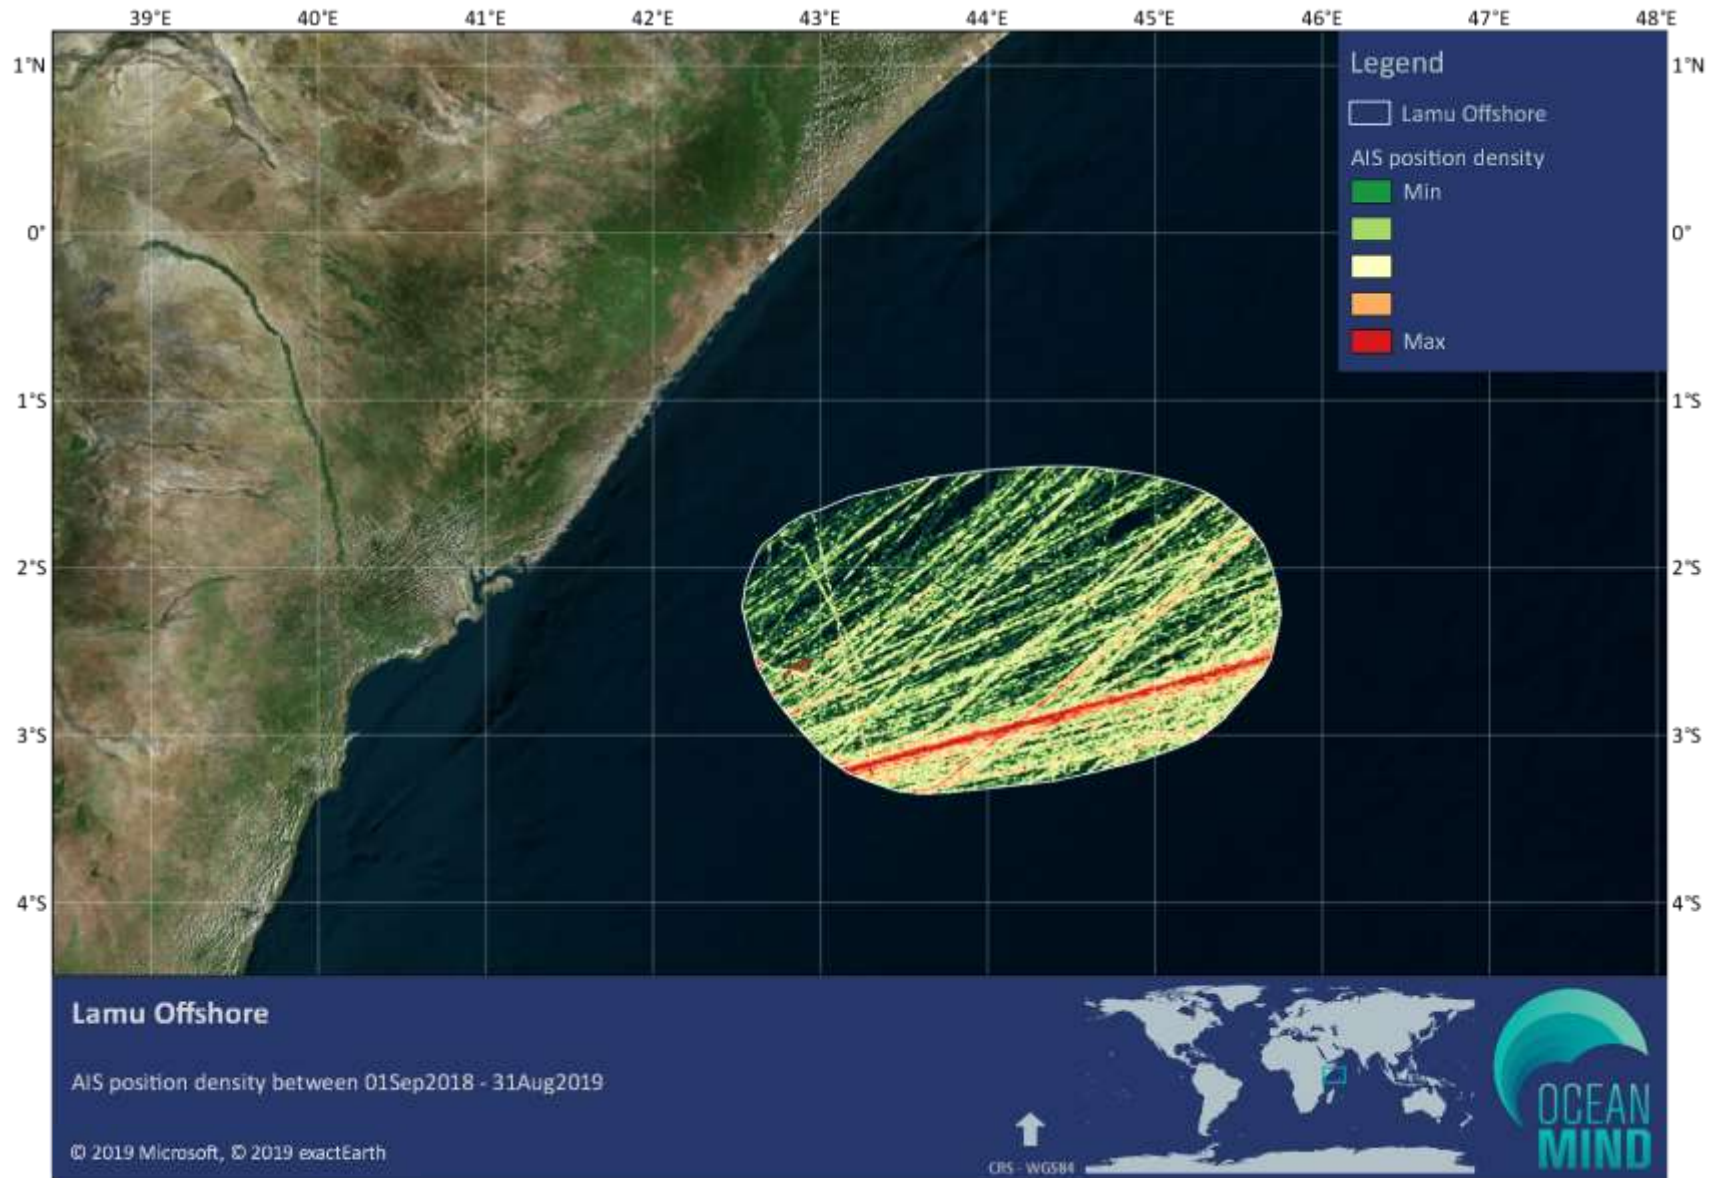 39°E 40°E 41°E 42°E 43°E 44°E 45°E 46°E 47°E 48°E
1°N 1°N
0° 0°
1°S 1°S
2°S 2°S
3°S 3°S
4°S 4°S
Legend
Lamu Offshore
AIS position density
Min
Max
Lamu Offshore
AIS position density between 01Sep2018 - 31Aug2019
© 2019 Microsoft, © 2019 exactEarth
CRS - WGS84
OCEAN
MIND